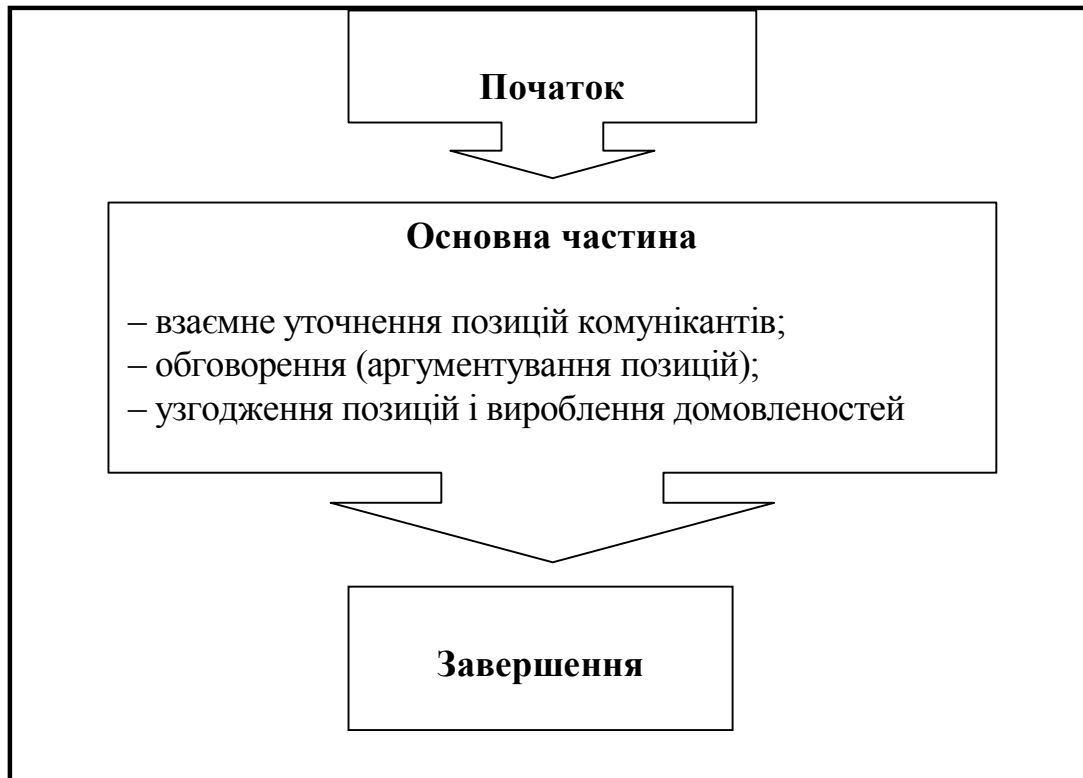 Початок
Основна частина
– взаємне уточнення позицій комунікантів;
– обговорення (аргументування позицій);
– узгодження позицій і вироблення домовленостей
Завершення